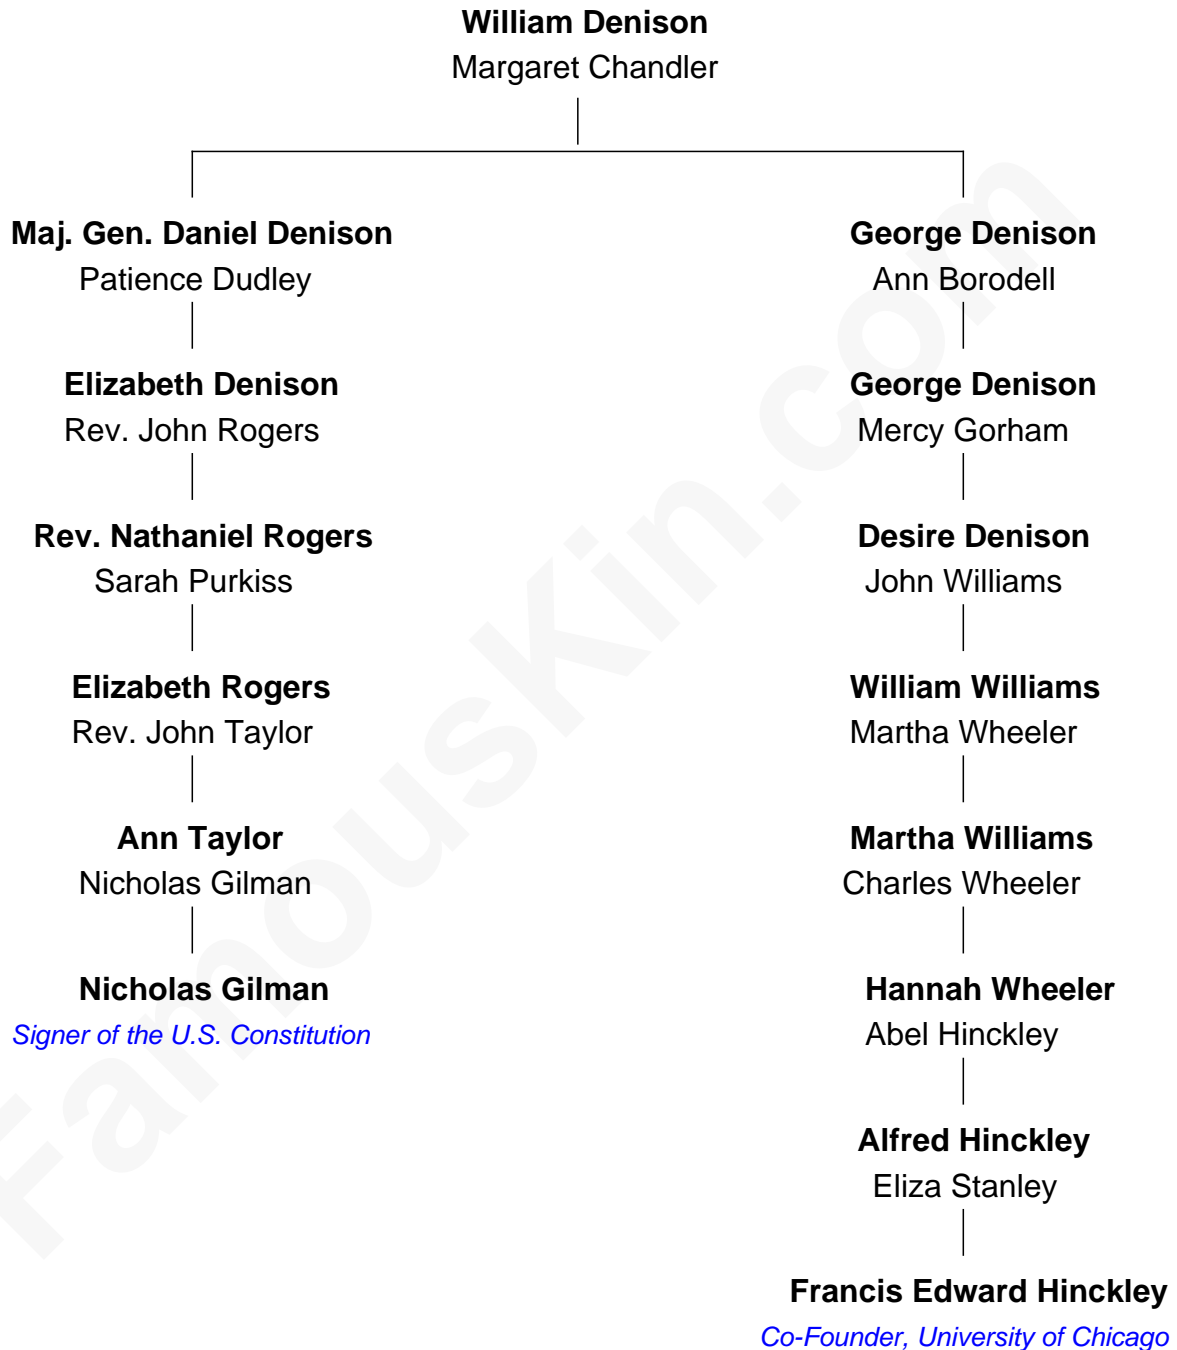 William Denison
Margaret Chandler
Maj. Gen. Daniel Denison
Patience Dudley
George Denison
Ann Borodell
Elizabeth Denison
Rev. John Rogers
George Denison
Mercy Gorham
Rev. Nathaniel Rogers
Sarah Purkiss
Desire Denison
John Williams
Elizabeth Rogers
Rev. John Taylor
William Williams
Martha Wheeler
Ann Taylor
Nicholas Gilman
Martha Williams
Charles Wheeler
Nicholas Gilman
Signer of the U.S. Constitution
Hannah Wheeler
Abel Hinckley
Alfred Hinckley
Eliza Stanley
Francis Edward Hinckley
Co-Founder, University of Chicago
FamousKin.com